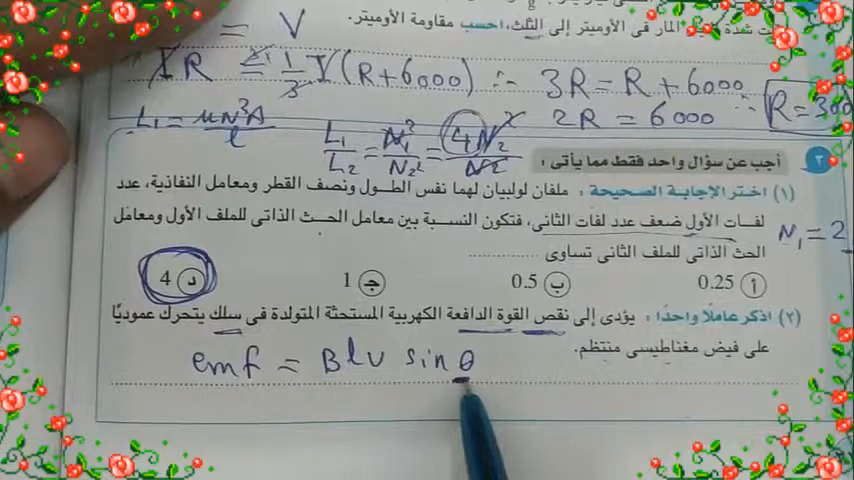 ت شدة المار فى الأوميتر إلى الثلث، احسب مقاومة الأوميتر.
= V
IR = 1/3 I (R+6000) ∴ 3R = R + 6000
2R = 6000 ∴ R = 300
L₁ = μN²A / l
L₁/L₂ = N₁²/N₂² = 4N₂²/N₂²
٢ أجب عن سؤال واحد فقط مما يأتى :
(١) اختر الإجابة الصحيحة : ملفان لولبيان لهما نفس الطول ونصف القطر ومعامل النفاذية، عدد
لفات الأول ضعف عدد لفات الثانى، فتكون النسبة بين معامل الحث الذاتى للملف الأول ومعامل
N₁ = 2
الحث الذاتى للملف الثانى تساوى ..................
أ 0.25 ب 0.5 ج 1 د 4
(٢) اذكر عاملًا واحدًا : يؤدى إلى نقص القوة الدافعة الكهربية المستحثة المتولدة فى سلك يتحرك عموديًا
على فيض مغناطيسى منتظم.
emf = Blv sin θ